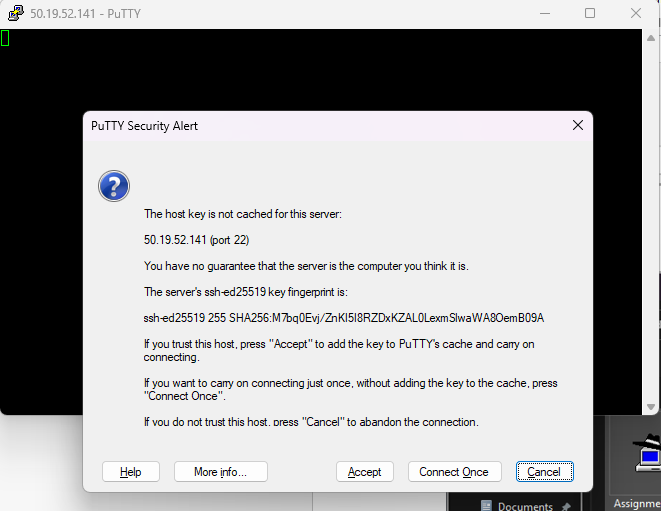 50.19.52.141 - PuTTY
PuTTY Security Alert
The host key is not cached for this server:
50.19.52.141 (port 22)
You have no guarantee that the server is the computer you think it is.
The server's ssh-ed25519 key fingerprint is:
ssh-ed25519 255 SHA256:M7bq0Evj/ZnKI5I8RZDxKZAL0LexmSlwaWA8OemB09A
If you trust this host, press "Accept" to add the key to PuTTY's cache and carry on
connecting.
If you want to carry on connecting just once, without adding the key to the cache, press
"Connect Once".
If you do not trust this host, press "Cancel" to abandon the connection.
Help
More info...
Accept
Connect Once
Cancel
Documents
Assignme